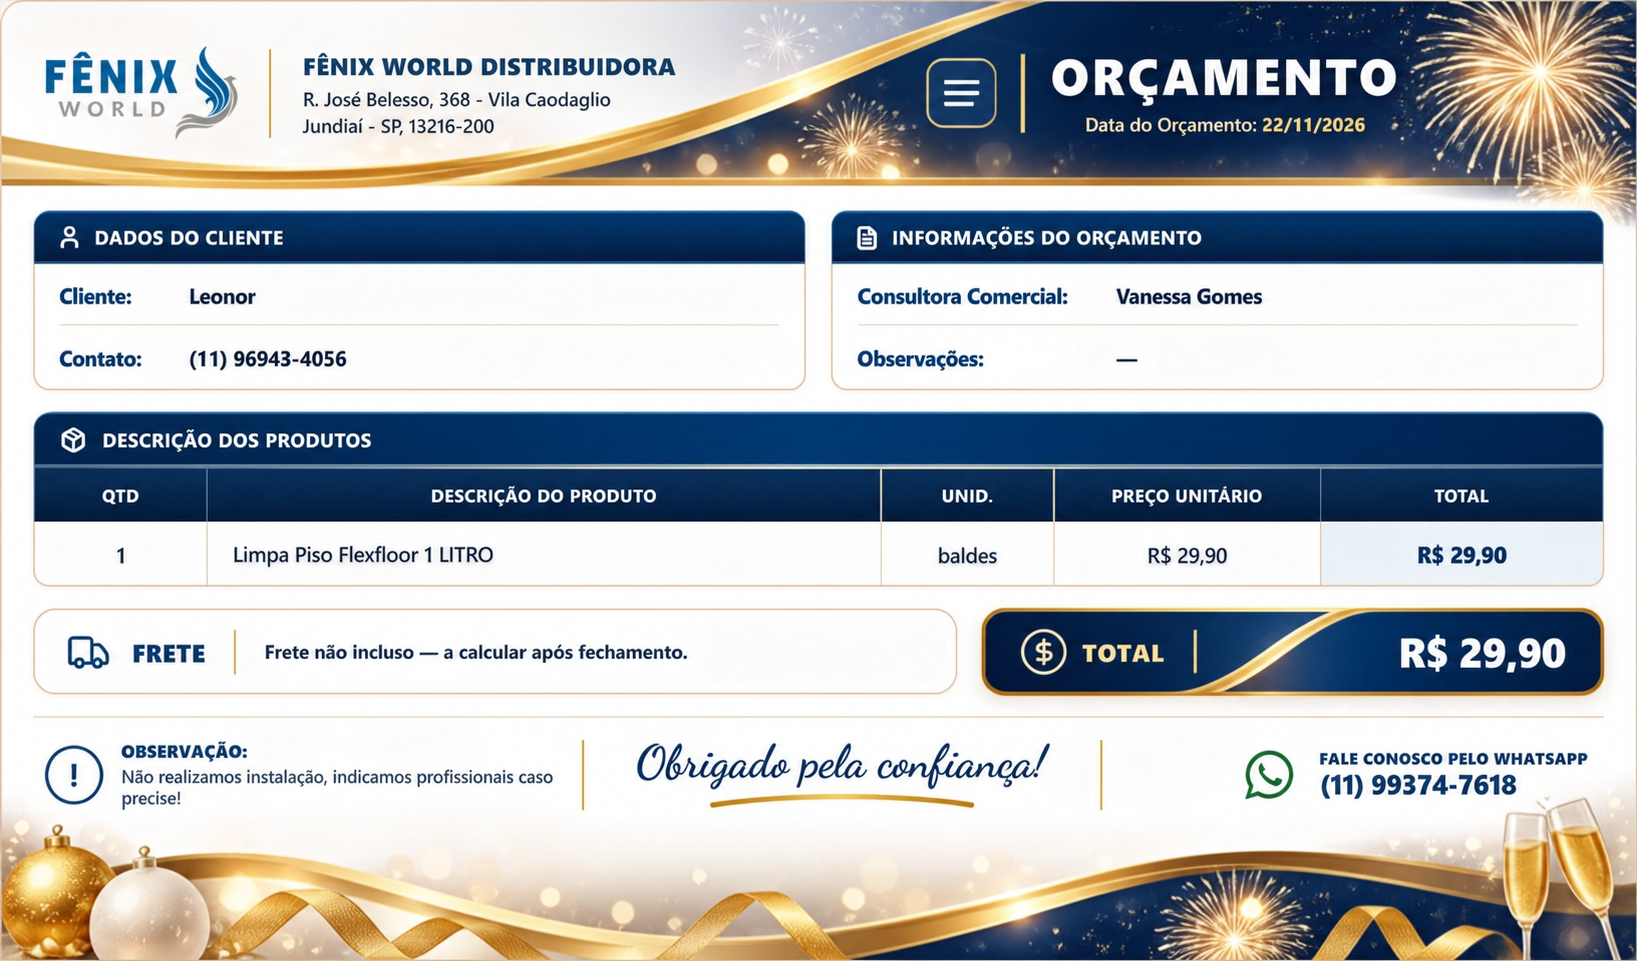 FÊNIX
WORLD
FÊNIX WORLD DISTRIBUIDORA
R. José Belesso, 368 - Vila Caodaglio
Jundiaí - SP, 13216-200
ORÇAMENTO
Data do Orçamento: 22/11/2026
DADOS DO CLIENTE
Cliente: Leonor
Contato: (11) 96943-4056
INFORMAÇÕES DO ORÇAMENTO
Consultora Comercial: Vanessa Gomes
Observações: —
DESCRIÇÃO DOS PRODUTOS
QTD DESCRIÇÃO DO PRODUTO UNID. PREÇO UNITÁRIO TOTAL
1 Limpa Piso Flexfloor 1 LITRO baldes R$ 29,90 R$ 29,90
FRETE Frete não incluso — a calcular após fechamento.
$ TOTAL R$ 29,90
! OBSERVAÇÃO:
Não realizamos instalação, indicamos profissionais caso
precise!
Obrigado pela confiança!
FALE CONOSCO PELO WHATSAPP
(11) 99374-7618